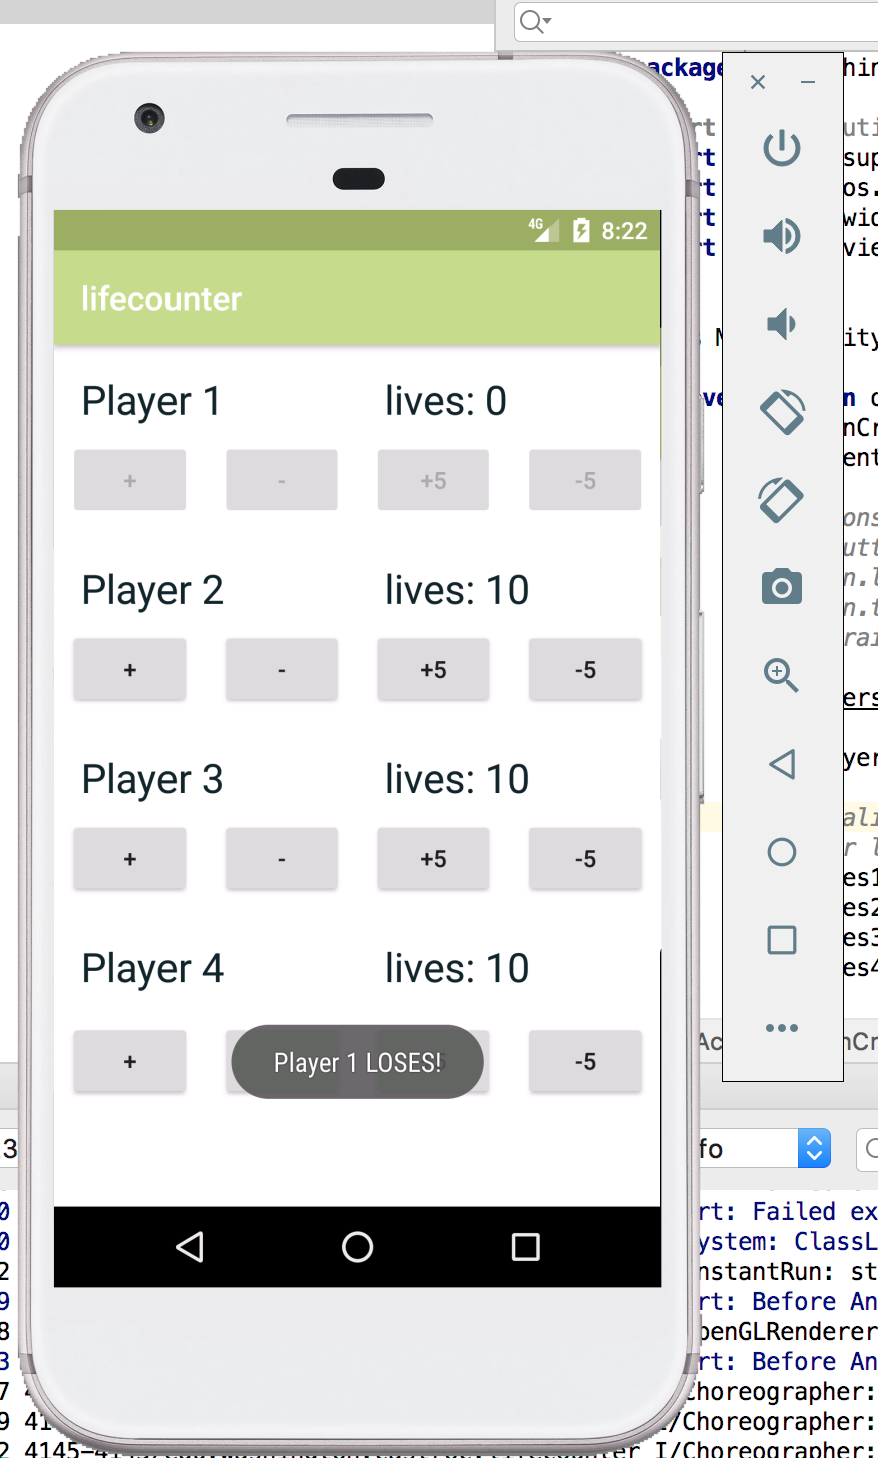 ackage hin
rt uti
4G 8:22
rt sup
rt os.
rt wid
rt vie
lifecounter
ity
Player 1 lives: 0
n c
nCr
ent
+ - +5 -5
ons
utt
Player 2 lives: 10
n.l
n.t
rai
+ - +5 -5
ers
Player 3 lives: 10
yer
ali
r l
+ - +5 -5
es1
es2
es3
Player 4 lives: 10
es4
+ -5
Player 1 LOSES!
Ac nCr
.3 fo
0 rt: Failed ex
0 ystem: ClassL
2 nstantRun: st
9 rt: Before An
8 penGLRenderer
3 rt: Before An
7 Choreographer:
9 41 I/Choreographer:
2 4145- I/Choreographer: